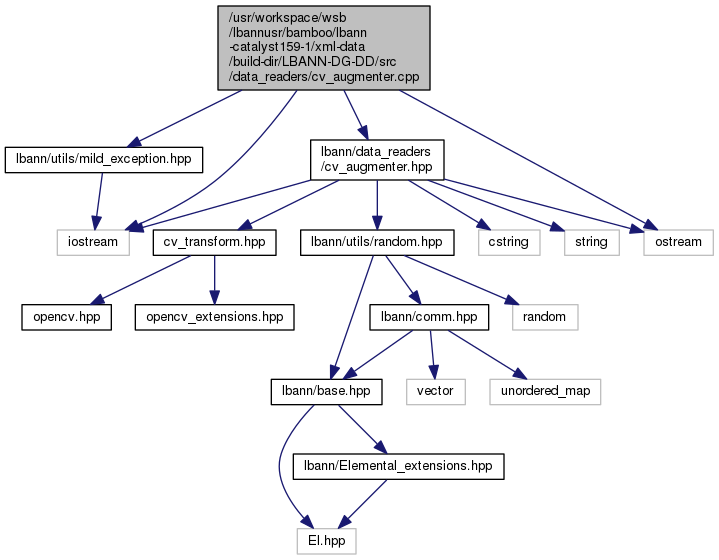 /usr/workspace/wsb
/lbannusr/bamboo/lbann
-catalyst159-1/xml-data
/build-dir/LBANN-DG-DD/src
/data_readers/cv_augmenter.cpp
lbann/utils/mild_exception.hpp
lbann/data_readers
/cv_augmenter.hpp
iostream
cv_transform.hpp
lbann/utils/random.hpp
cstring
string
ostream
opencv.hpp
opencv_extensions.hpp
lbann/comm.hpp
random
lbann/base.hpp
vector
unordered_map
lbann/Elemental_extensions.hpp
El.hpp